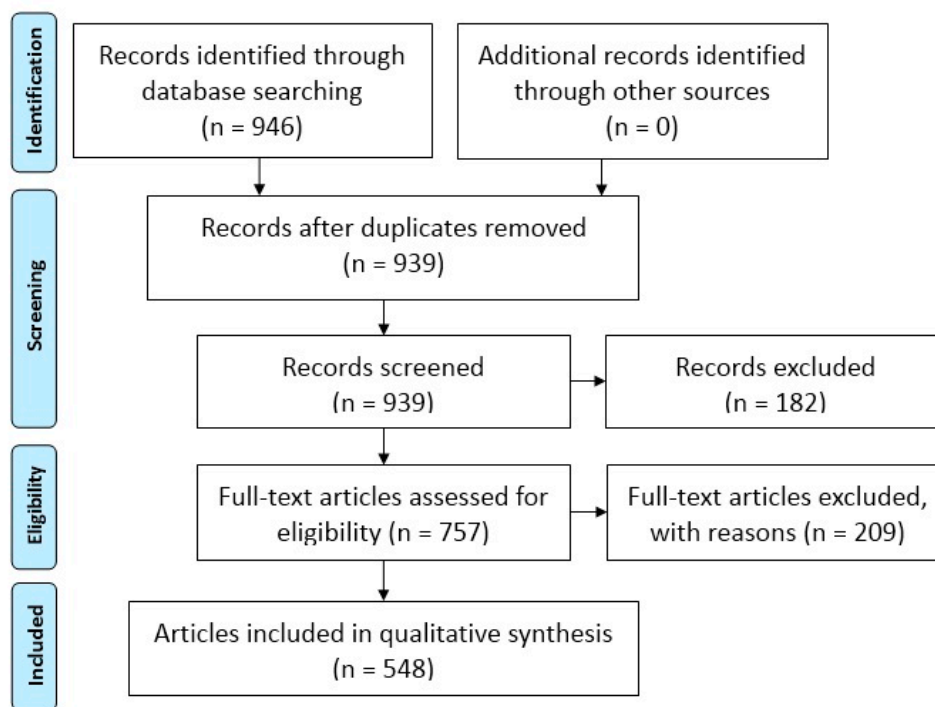 Identification
Records identified through
database searching
(n = 946)
Additional records identified
through other sources
(n = 0)
Screening
Records after duplicates removed
(n = 939)
Records screened
(n = 939)
Records excluded
(n = 182)
Eligibility
Full-text articles assessed for
eligibility (n = 757)
Full-text articles excluded,
with reasons (n = 209)
Included
Articles included in qualitative synthesis
(n = 548)